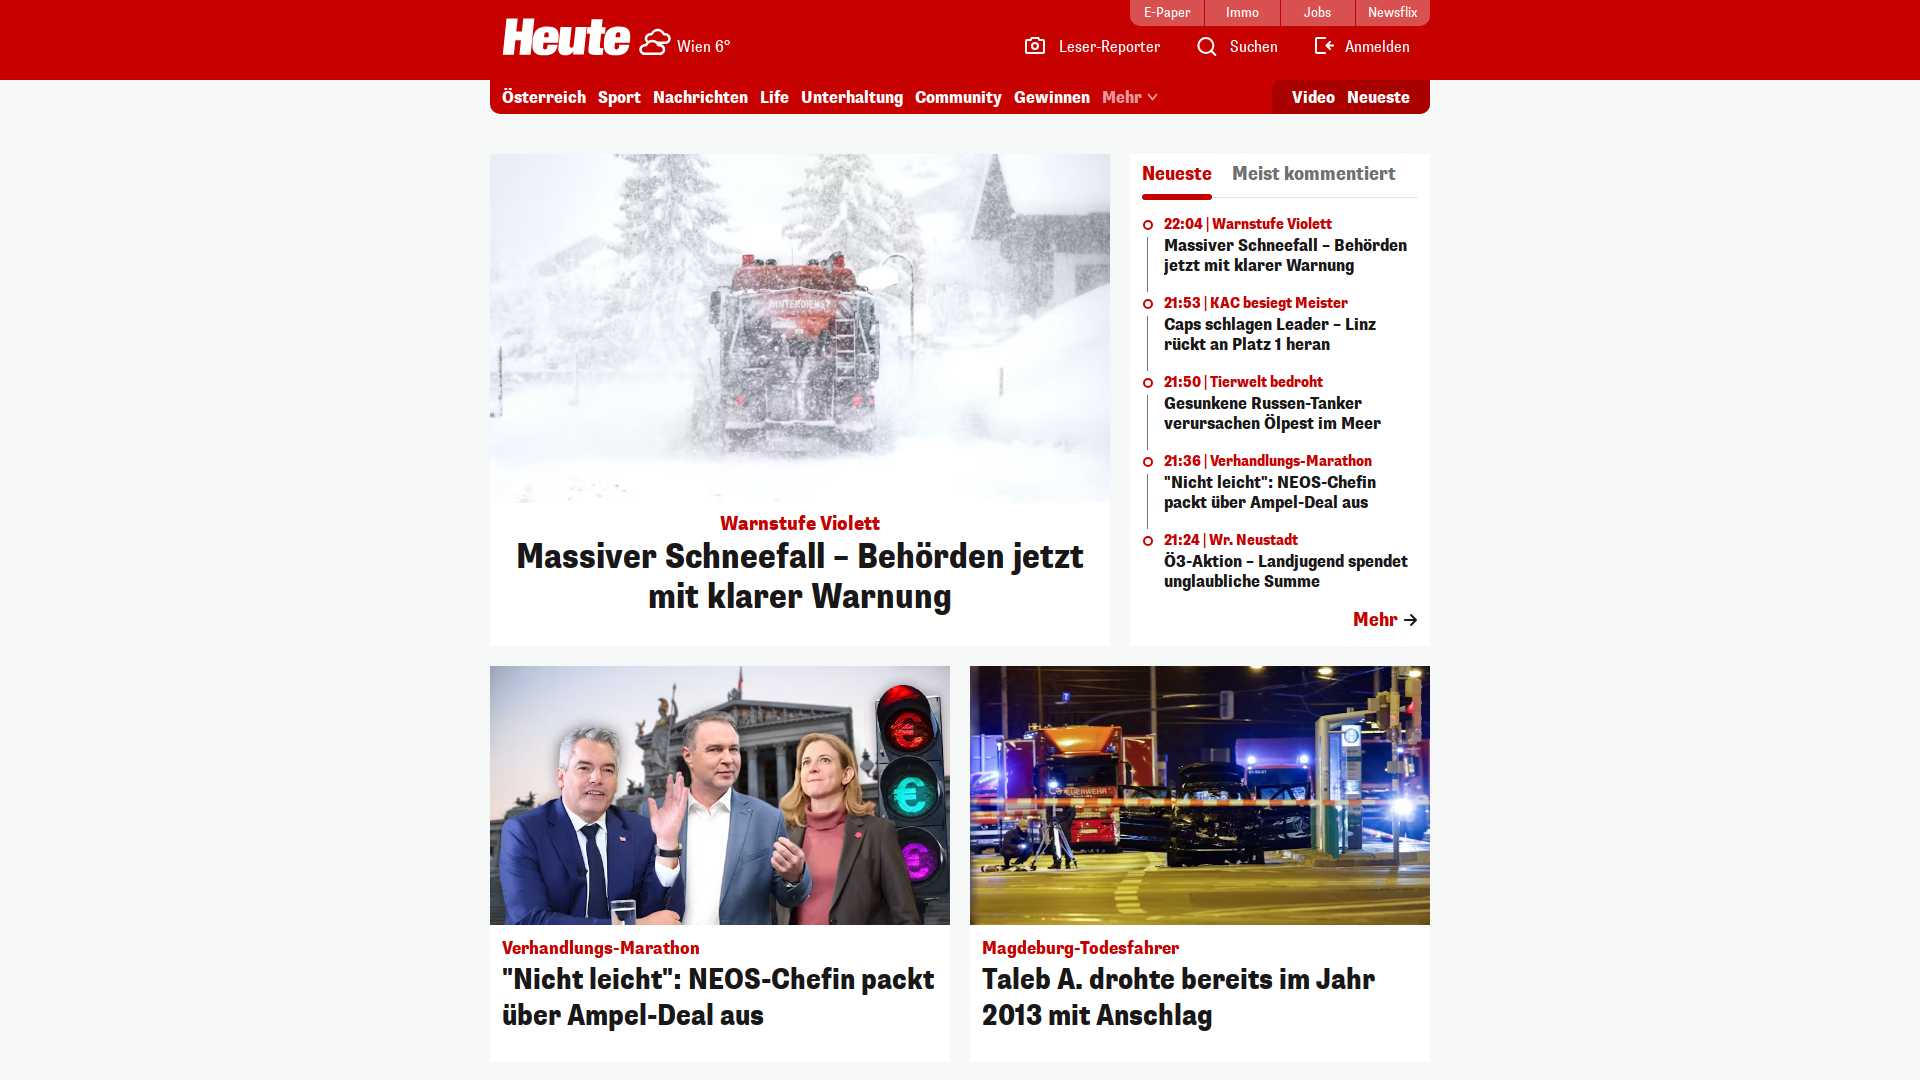 E-Paper
Immo
Jobs
Newsflix
Heute
Wien 6°
Leser-Reporter
Suchen
Anmelden
Österreich
Sport
Nachrichten
Life
Unterhaltung
Community
Gewinnen
Mehr
Video
Neueste
WINTERDIENST
Warnstufe Violett
Massiver Schneefall – Behörden jetzt
mit klarer Warnung
Neueste
Meist kommentiert
22:04 | Warnstufe Violett
Massiver Schneefall – Behörden
jetzt mit klarer Warnung
21:53 | KAC besiegt Meister
Caps schlagen Leader – Linz
rückt an Platz 1 heran
21:50 | Tierwelt bedroht
Gesunkene Russen-Tanker
verursachen Ölpest im Meer
21:36 | Verhandlungs-Marathon
"Nicht leicht": NEOS-Chefin
packt über Ampel-Deal aus
21:24 | Wr. Neustadt
Ö3-Aktion – Landjugend spendet
unglaubliche Summe
Mehr
€
€
€
Verhandlungs-Marathon
"Nicht leicht": NEOS-Chefin packt
über Ampel-Deal aus
FEUERWEHR
Magdeburg-Todesfahrer
Taleb A. drohte bereits im Jahr
2013 mit Anschlag